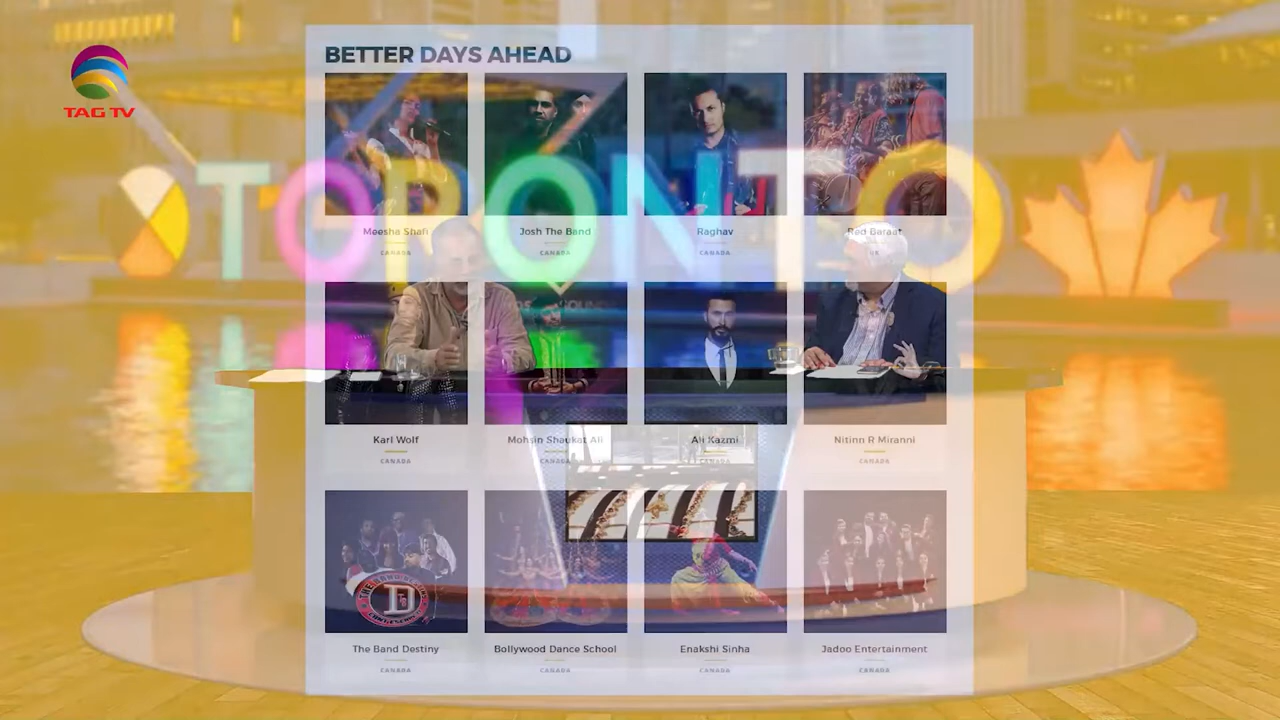 BETTER DAYS AHEAD
TAG TV
TORONTO
Meesha Shafi
CANADA
Josh The Band
CANADA
Raghav
CANADA
Red Baraat
Karl Wolf
CANADA
Mohsin Shaukat Ali
CANADA
Ali Kazmi
CANADA
Nitinn R Miranni
CANADA
The Band Destiny
CANADA
Bollywood Dance School
CANADA
Enakshi Sinha
CANADA
Jadoo Entertainment
CANADA